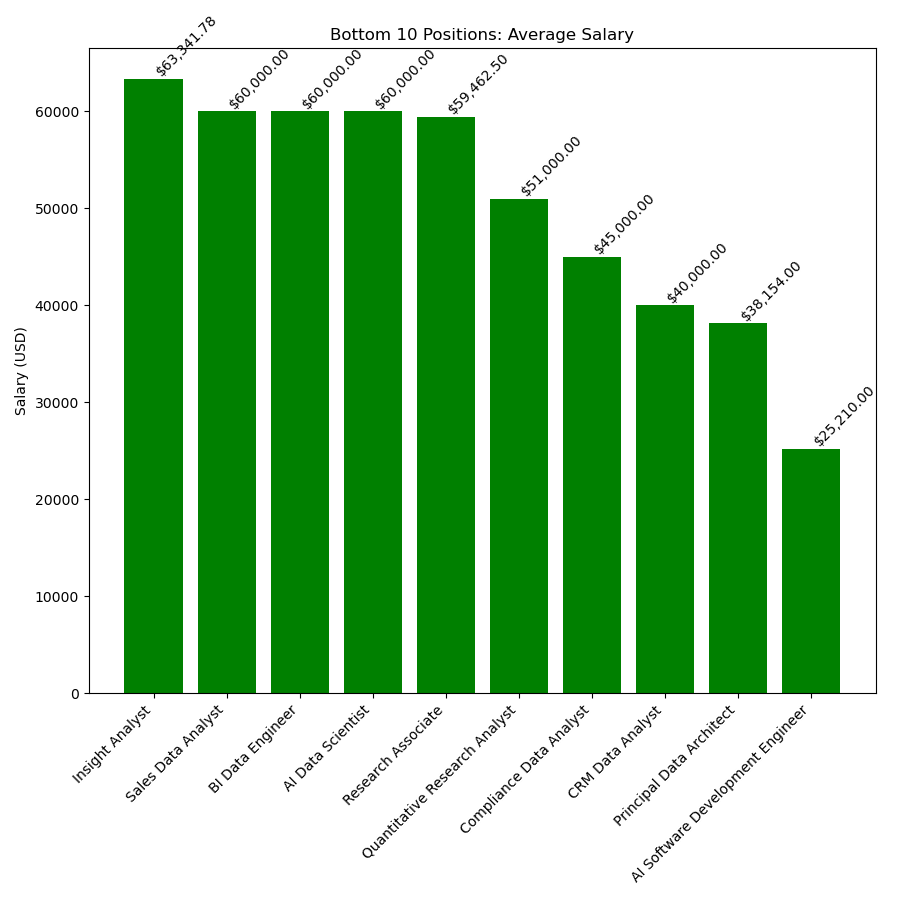 Bottom 10 Positions: Average Salary
$63,341.78
$60,000.00
$60,000.00
$60,000.00
$59,462.50
$51,000.00
$45,000.00
$40,000.00
$38,154.00
$25,210.00
Salary (USD)
60000
50000
40000
30000
20000
10000
0
Insight Analyst
Sales Data Analyst
BI Data Engineer
AI Data Scientist
Research Associate
Quantitative Research Analyst
Compliance Data Analyst
CRM Data Analyst
Principal Data Architect
AI Software Development Engineer